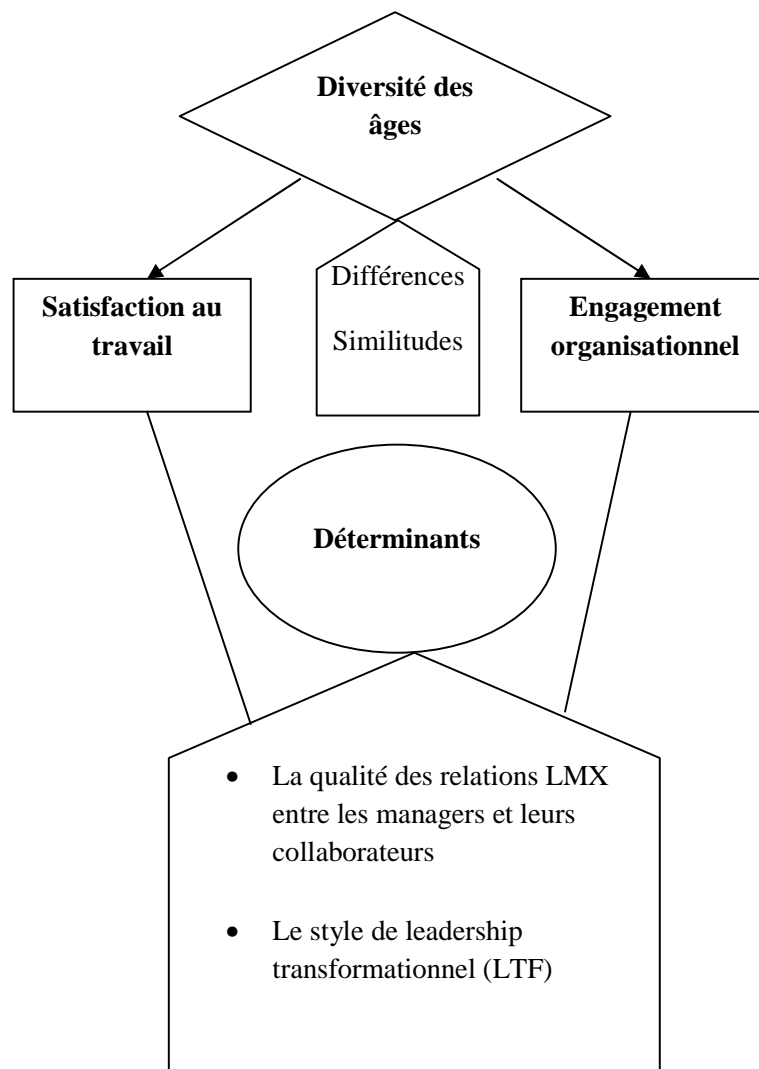 Diversité des
âges
Différences
Similitudes
Satisfaction au
travail
Engagement
organisationnel
Déterminants
• La qualité des relations LMX
entre les managers et leurs
collaborateurs
• Le style de leadership
transformationnel (LTF)